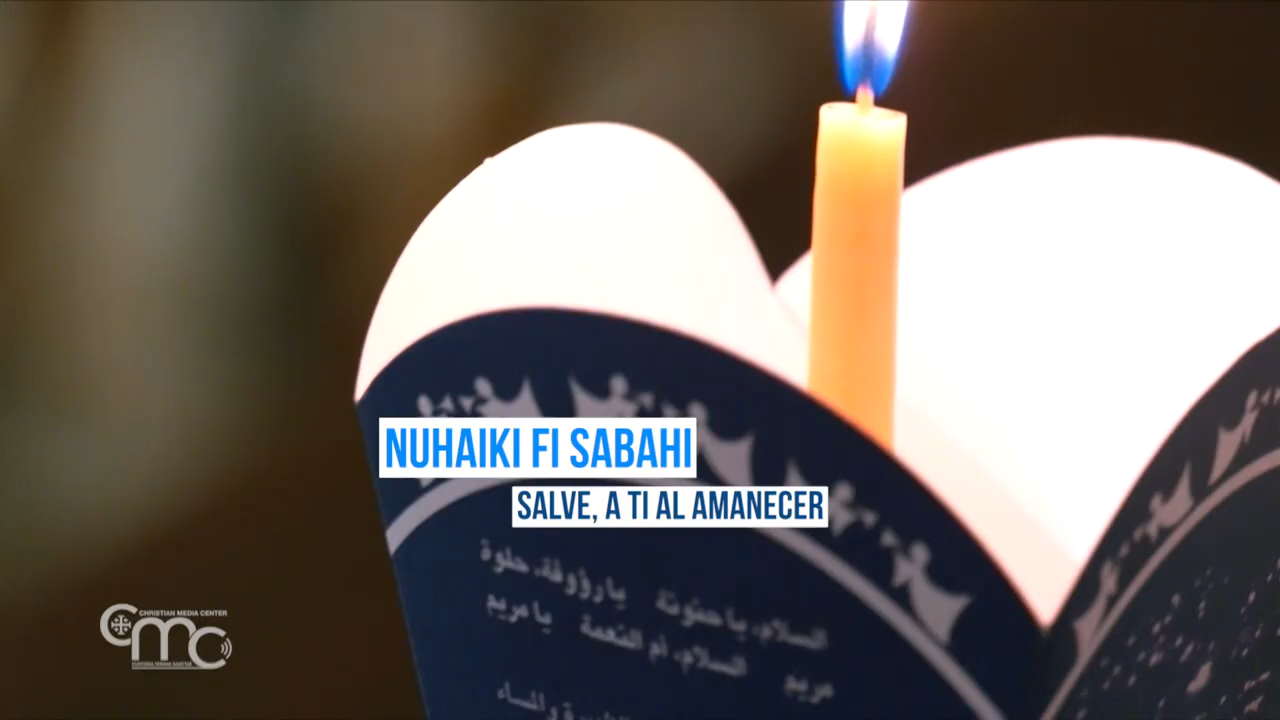 NUHAIKI FI SABAHI
SALVE, A TI AL AMANECER
السلام، يا حنونة يا رؤوفة، حلوة
مريم السلام، أم النعمة يا مريم
والمساء
CHRISTIAN MEDIA CENTER
CMC